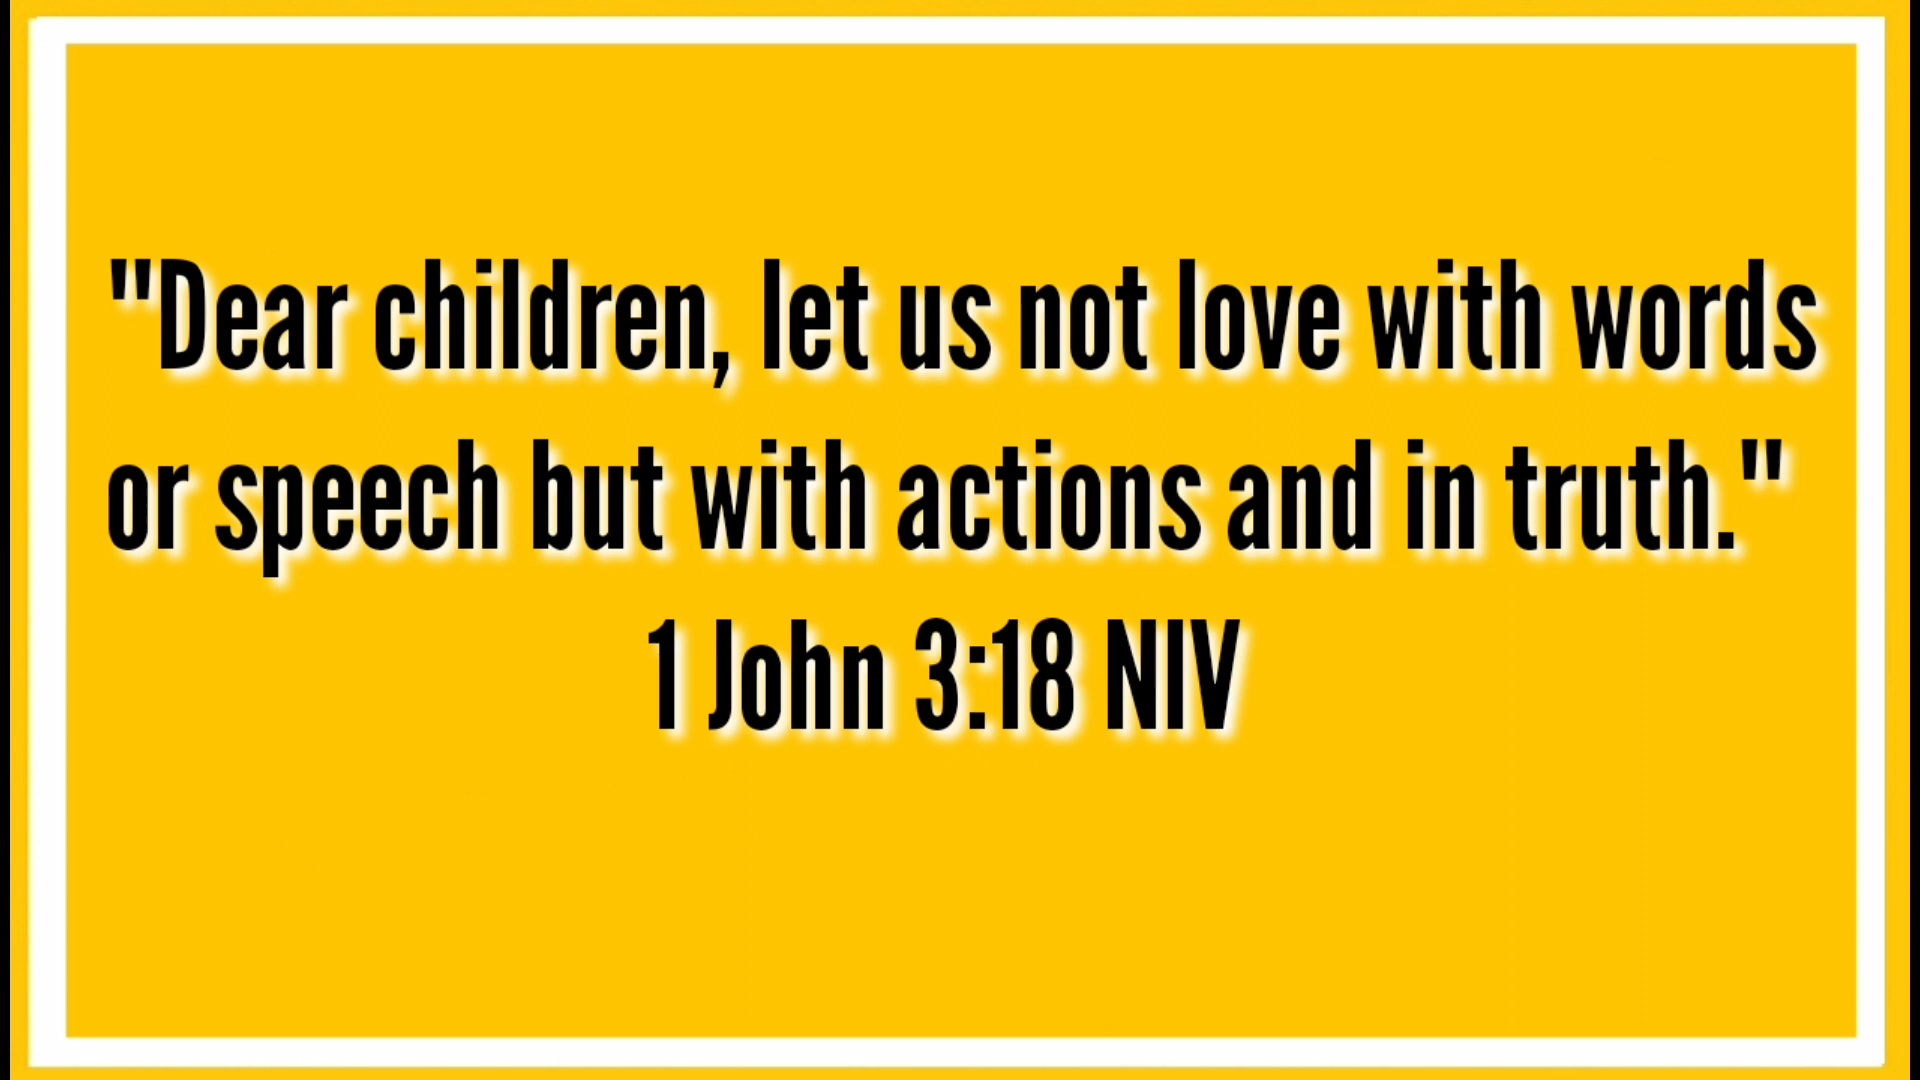 "Dear children, let us not love with words
or speech but with actions and in truth."
1 John 3:18 NIV